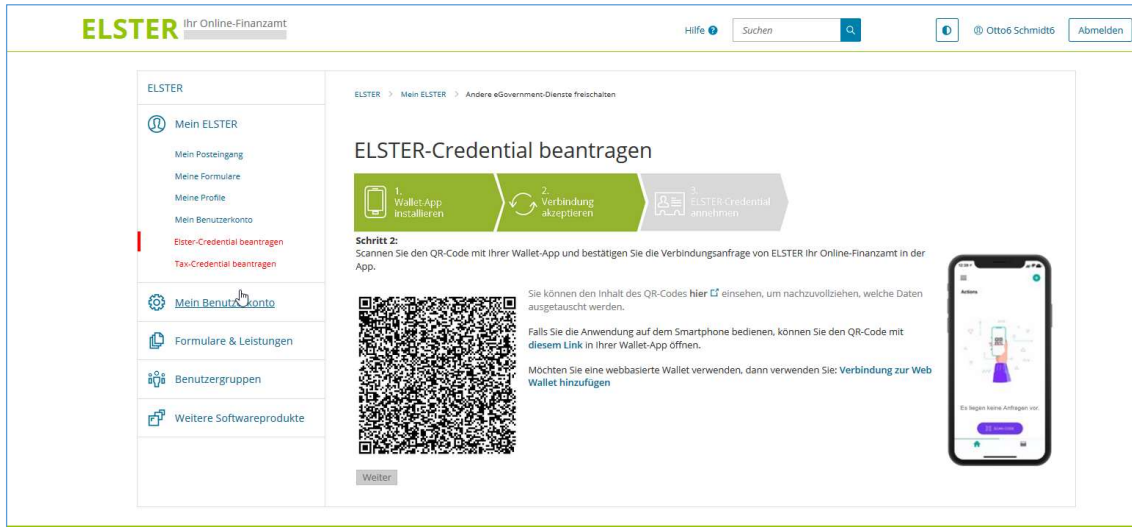 ELSTER Ihr Online-Finanzamt
Hilfe
Suchen
Otto6 Schmidt6
Abmelden
ELSTER
Mein ELSTER
Mein Posteingang
Meine Formulare
Meine Profile
Mein Benutzerkonto
Elster-Credential beantragen
Tax-Credential beantragen
Mein Benutzerkonto
Formulare & Leistungen
Benutzergruppen
Weitere Softwareprodukte
ELSTER > Mein ELSTER > Andere eGovernment-Dienste freischalten
ELSTER-Credential beantragen
1.
Wallet-App
installieren
2.
Verbindung
akzeptieren
3.
ELSTER-Credential
annehmen
Schritt 2:
Scannen Sie den QR-Code mit Ihrer Wallet-App und bestätigen Sie die Verbindungsanfrage von ELSTER Ihr Online-Finanzamt in der
App.
Sie können den Inhalt des QR-Codes hier einsehen, um nachzuvollziehen, welche Daten
ausgetauscht werden.
Falls Sie die Anwendung auf dem Smartphone bedienen, können Sie den QR-Code mit
diesem Link in Ihrer Wallet-App öffnen.
Möchten Sie eine webbasierte Wallet verwenden, dann verwenden Sie: Verbindung zur Web
Wallet hinzufügen
Weiter
Actions
Es liegen keine Anfragen vor.